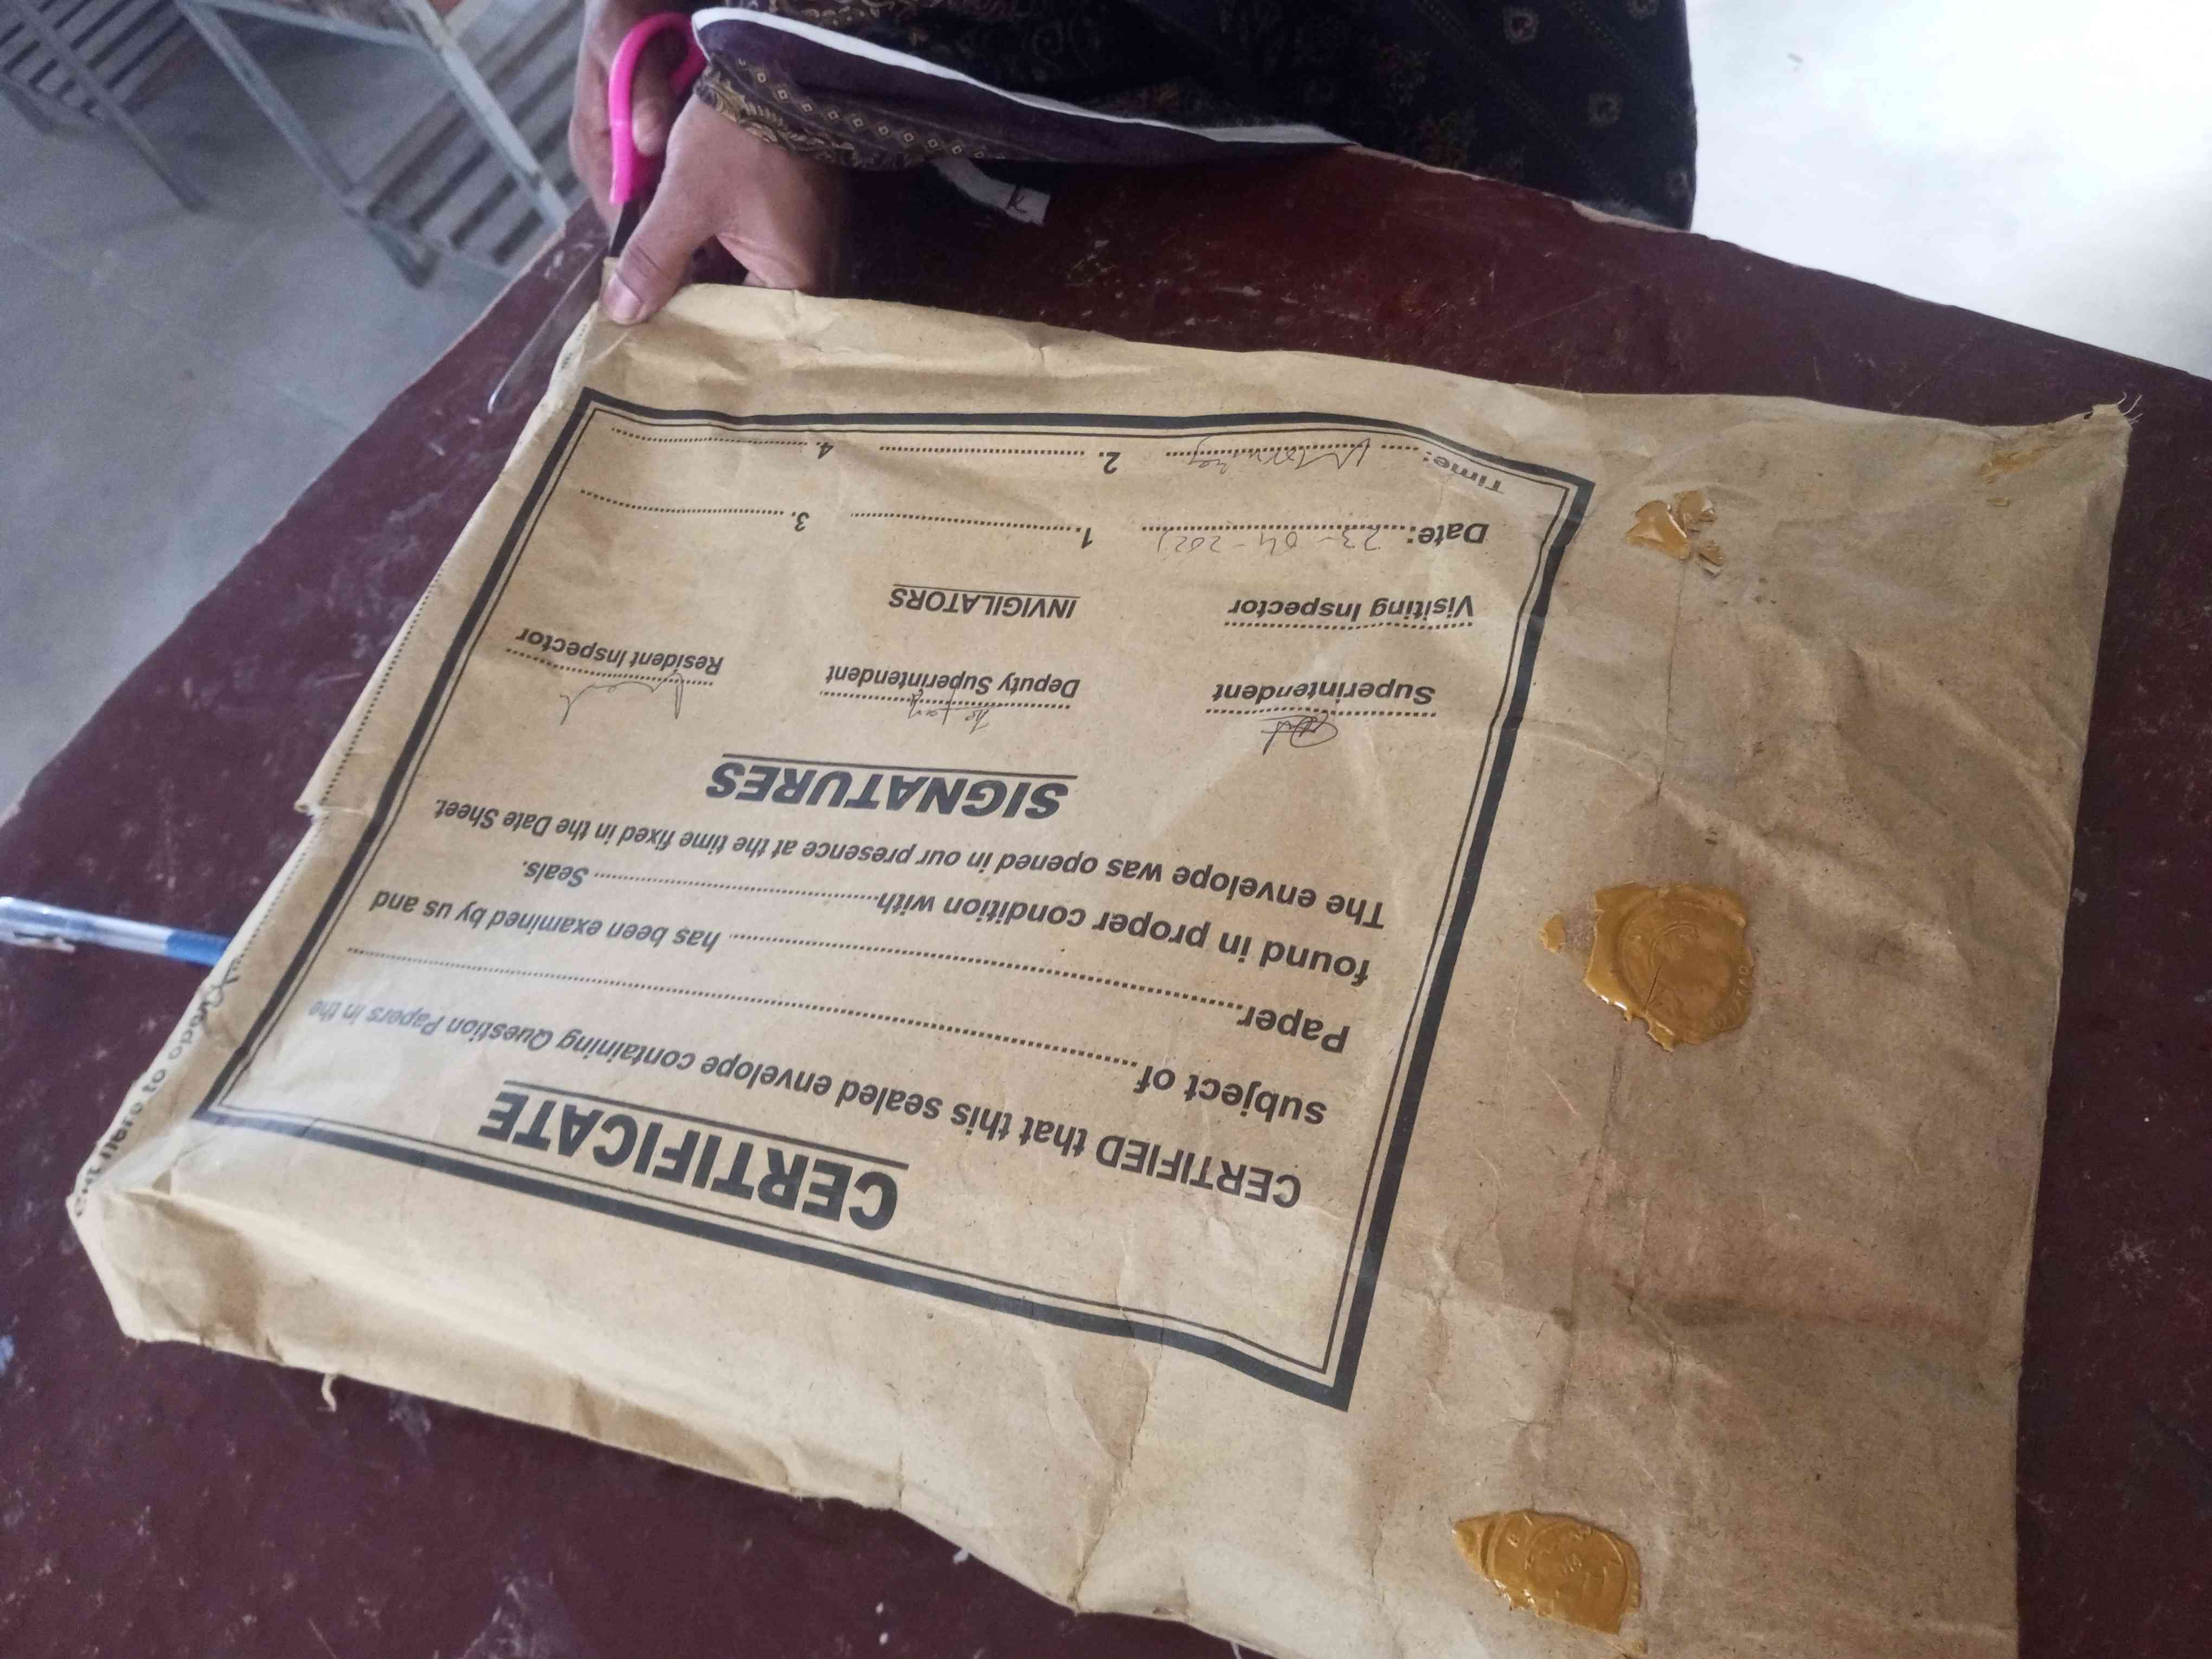 CERTIFICATE
CERTIFIED that this sealed envelope containing Question Papers in the
subject of
Paper has been examined by us and
found in proper condition with Seals.
The envelope was opened in our presence at the time fixed in the Date Sheet.
SIGNATURES
Superintendent Deputy Superintendent Resident Inspector
Visiting Inspector INVIGILATORS
Date: 23-04-202 1. 3.
Time: 2. 4.